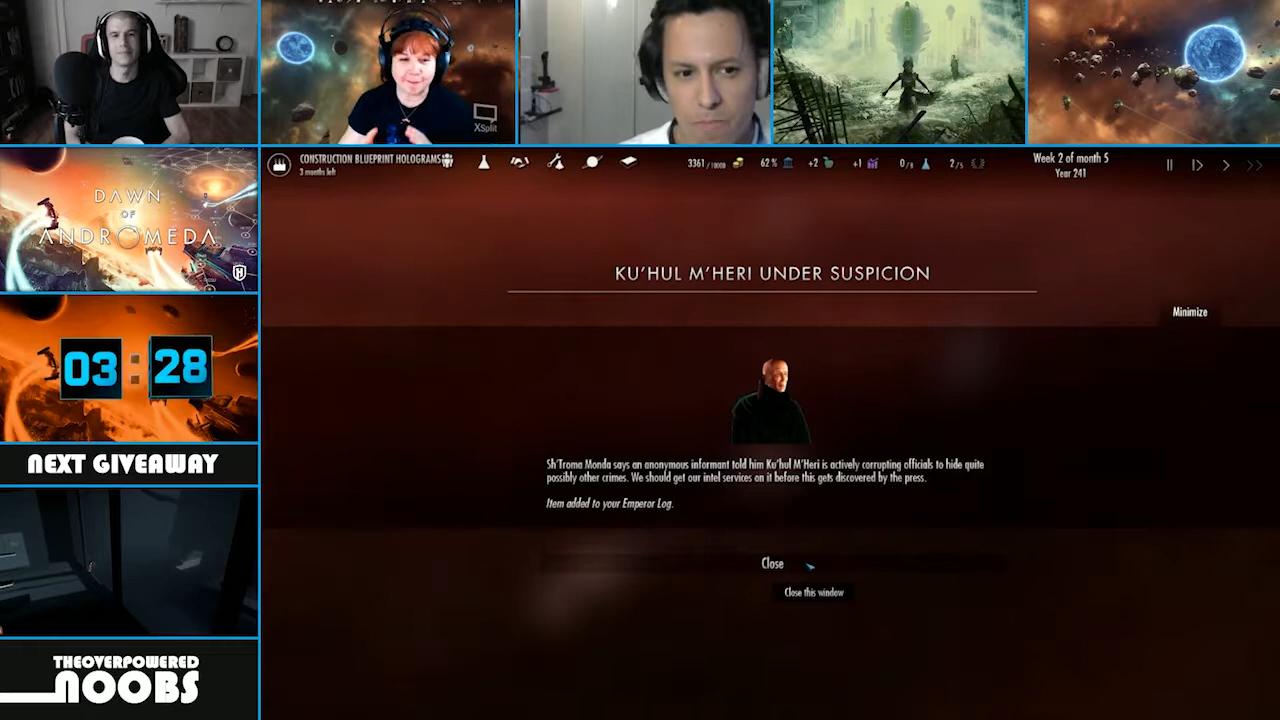 XSplit
DAWN
OF
ANDROMEDA
03:28
NEXT GIVEAWAY
THEOVERPOWERED
NOOBS
CONSTRUCTION BLUEPRINT HOLOGRAMS
3 months left
3361/10000
62%
+2
+1
0/8
2/5
Week 2 of month 5
Year 241
KU'HUL M'HERI UNDER SUSPICION
Minimize
Sh'Troma Monda says an anonymous informant told him Ku'hul M'Heri is actively corrupting officials to hide quite
possibly other crimes. We should get our intel services on it before this gets discovered by the press.
Item added to your Emperor Log.
Close
Close this window